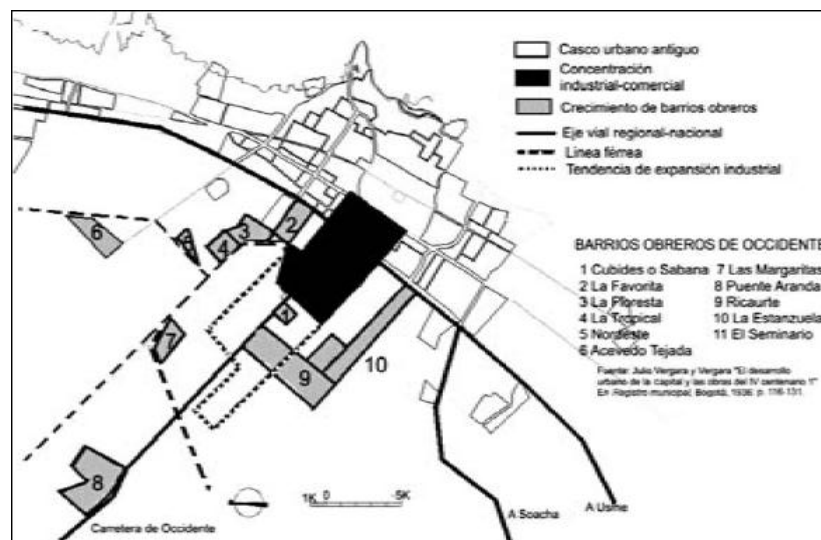 Casco urbano antiguo
Concentración
industrial-comercial
Crecimiento de barrios obreros
Eje vial regional-nacional
Línea férrea
Tendencia de expansión industrial
BARRIOS OBREROS DE OCCIDENTE
1 Cubides o Sabana 7 Las Margaritas
2 La Favorita 8 Puente Aranda
3 La Floresta 9 Ricaurte
4 La Tropical 10 La Estanzuela
5 Nordeste 11 El Seminario
6 Acevedo Tejada
Fuente: Julio Vergara y Vergara "El desarrollo
urbano de la capital y las obras del IV centenario 1"
En Registro municipal, Bogotá, 1936. p. 116-131.
2
3
4
6
7
1
9
10
8
1K 0 5K
Carretera de Occidente
A Soacha
A Usme